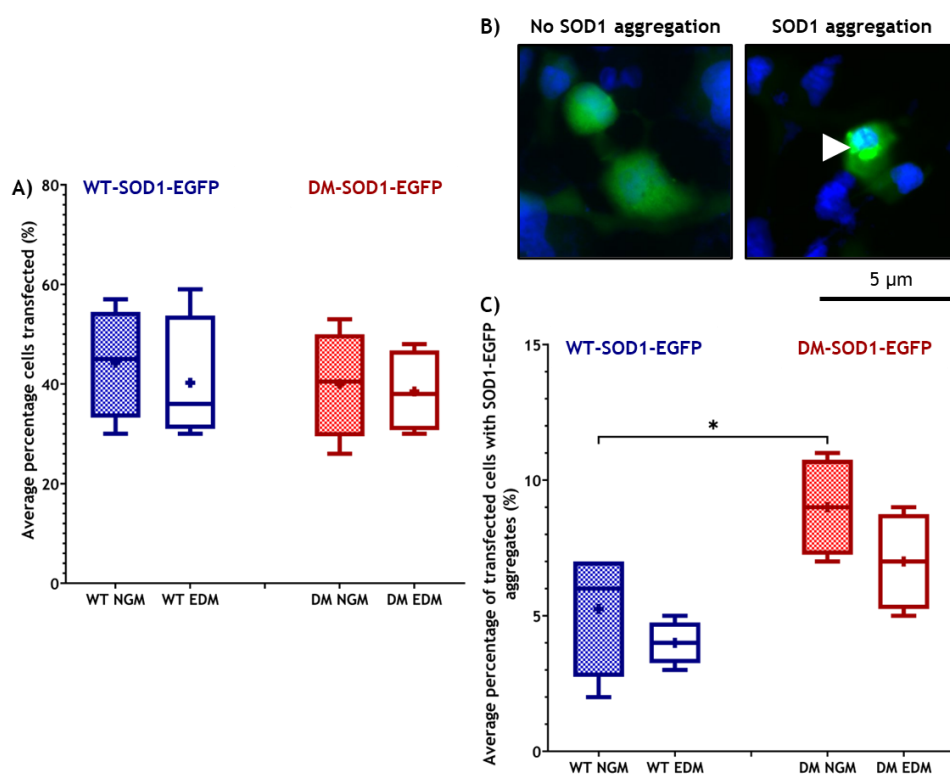 A)
WT-SOD1-EGFP
DM-SOD1-EGFP
Average percentage cells transfected (%)
80
60
40
20
0
WT NGM
WT EDM
DM NGM
DM EDM
B)
No SOD1 aggregation
SOD1 aggregation
5 μm
C)
WT-SOD1-EGFP
DM-SOD1-EGFP
Average percentage of transfected cells with SOD1-EGFP
aggregates (%)
15
10
5
0
*
WT NGM
WT EDM
DM NGM
DM EDM